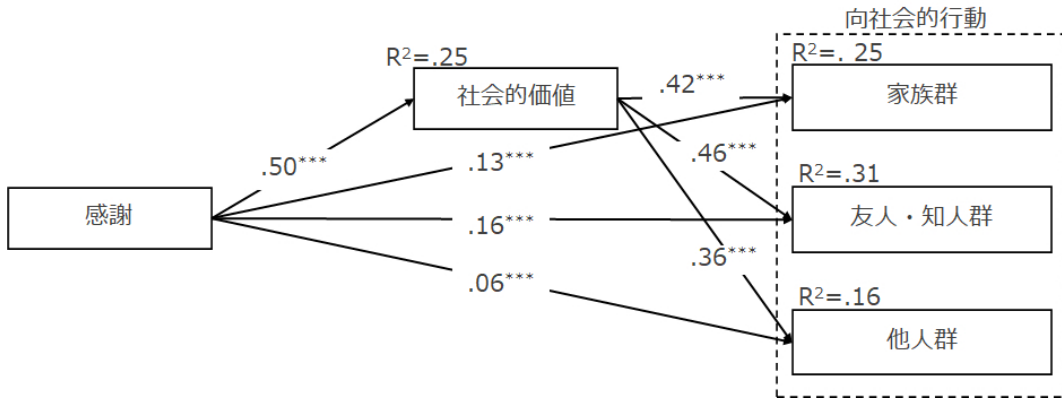 向社会的行動
R²=.25
社会的価値
R²=. 25
家族群
.42***
.50***
.13***
.46***
R²=.31
感謝
.16***
友人・知人群
.06***
.36***
R²=.16
他人群